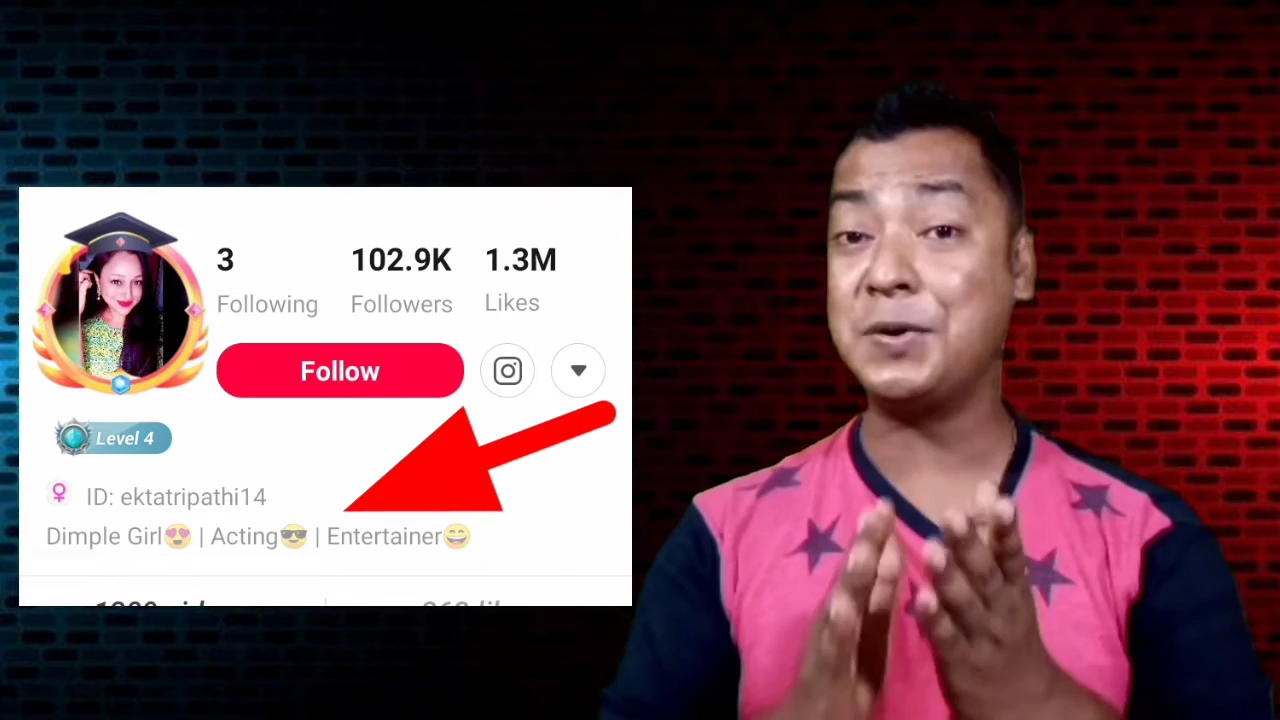 3 102.9K 1.3M
Following Followers Likes
Follow
Level 4
ID: ektatripathi14
Dimple Girl😍 | Acting😎 | Entertainer😄